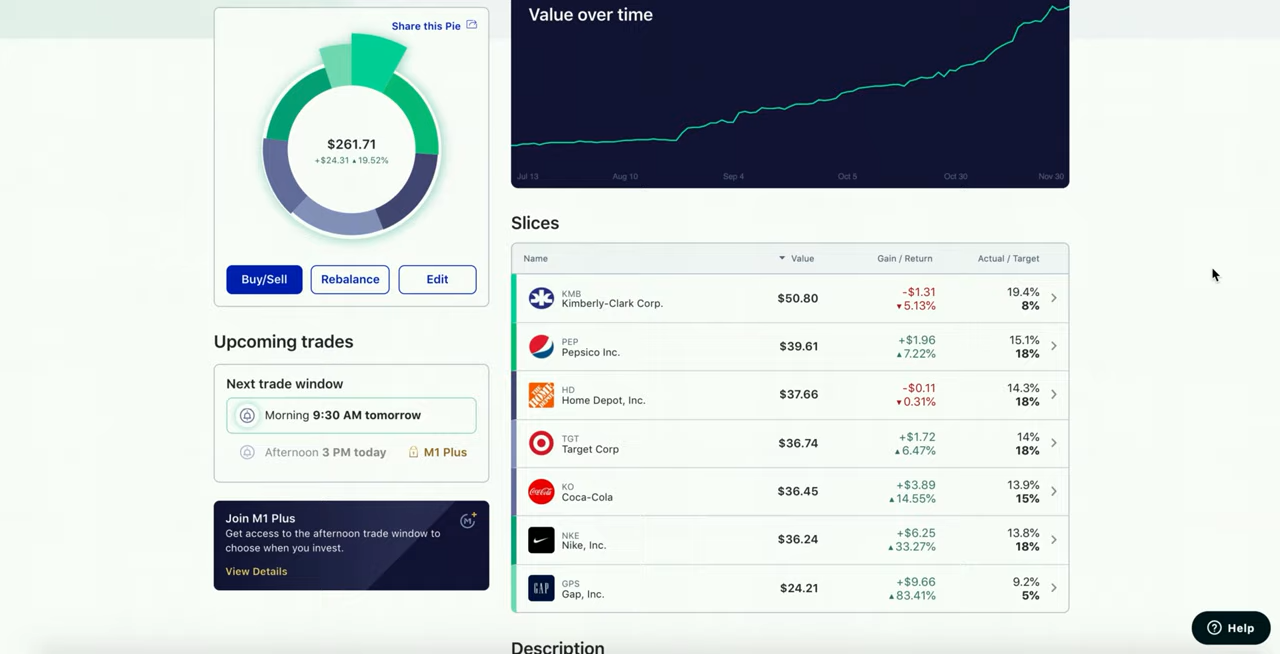 Share this Pie
$261.71
+$24.31 ▲ 19.52%
Buy/Sell
Rebalance
Edit
Upcoming trades
Next trade window
Morning 9:30 AM tomorrow
Afternoon 3 PM today
M1 Plus
Join M1 Plus
Get access to the afternoon trade window to
choose when you invest.
View Details
Value over time
Jul 13 Aug 10 Sep 4 Oct 5 Oct 30 Nov 30
Slices
Name ▼ Value Gain / Return Actual / Target
KMB
Kimberly-Clark Corp.
$50.80
-$1.31
▼5.13%
19.4%
8%
PEP
Pepsico Inc.
$39.61
+$1.96
▲7.22%
15.1%
18%
THE HOME DEPOT
HD
Home Depot, Inc.
$37.66
-$0.11
▼0.31%
14.3%
18%
TGT
Target Corp
$36.74
+$1.72
▲6.47%
14%
18%
Coca-Cola
KO
Coca-Cola
$36.45
+$3.89
▲14.55%
13.9%
15%
NKE
Nike, Inc.
$36.24
+$6.25
▲33.27%
13.8%
18%
GAP
GPS
Gap, Inc.
$24.21
+$9.66
▲83.41%
9.2%
5%
Description
Help